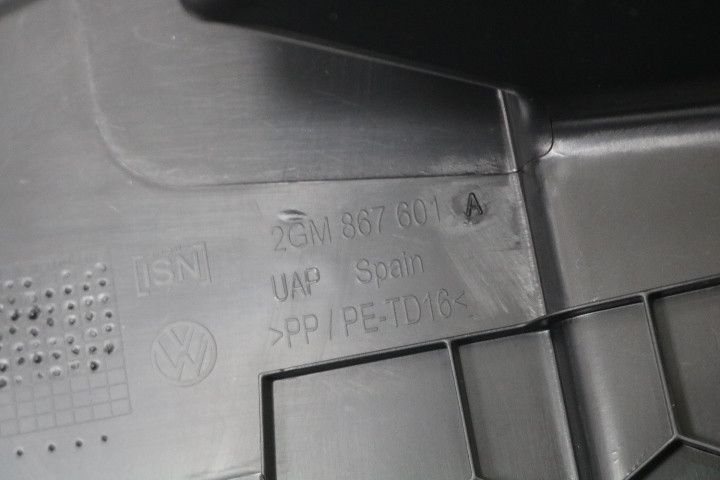 2GM 867 601 A
[ISN]
UAP Spain
>PP / PE-TD16<